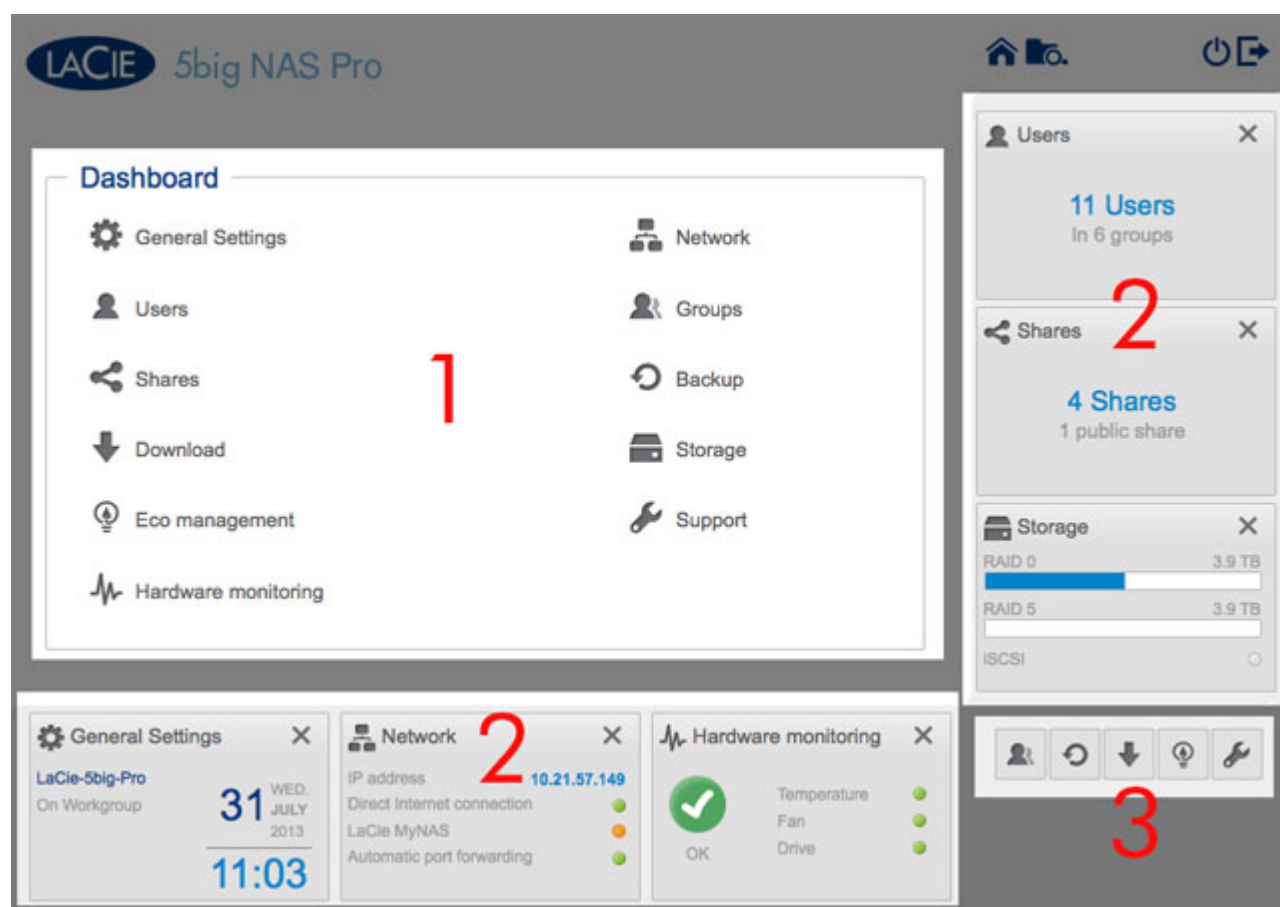 LACIE 5big NAS Pro
Dashboard
General Settings
Network
Users
Groups
Shares
Backup
Download
Storage
Eco management
Support
Hardware monitoring
1
Users
11 Users
In 6 groups
2
Shares
4 Shares
1 public share
Storage
RAID 0 3.9 TB
RAID 5 3.9 TB
iSCSI
General Settings
LaCie-5big-Pro
On Workgroup
31 WED. JULY 2013
11:03
Network
2
IP address 10.21.57.149
Direct Internet connection
LaCie MyNAS
Automatic port forwarding
Hardware monitoring
OK
Temperature
Fan
Drive
3